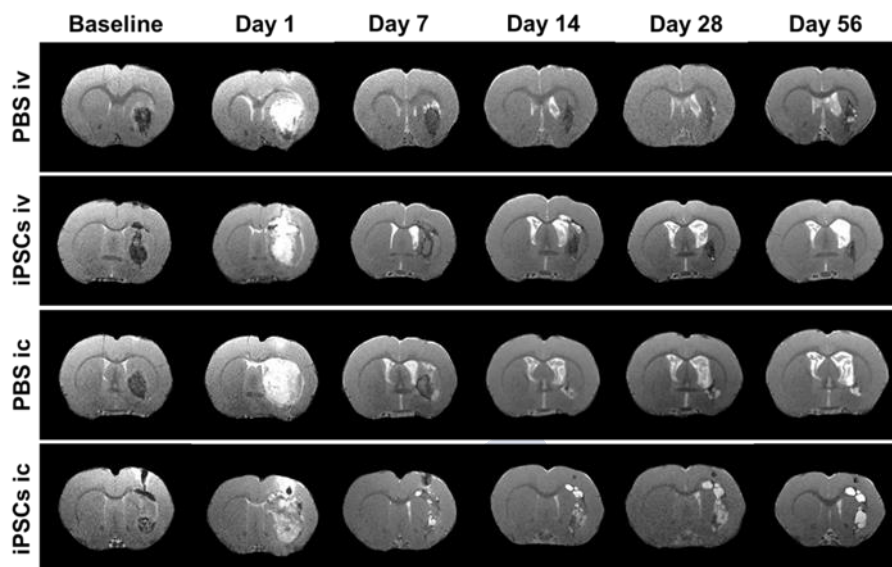 Baseline Day 1 Day 7 Day 14 Day 28 Day 56
PBS iv
iPSCs iv
PBS ic
iPSCs ic